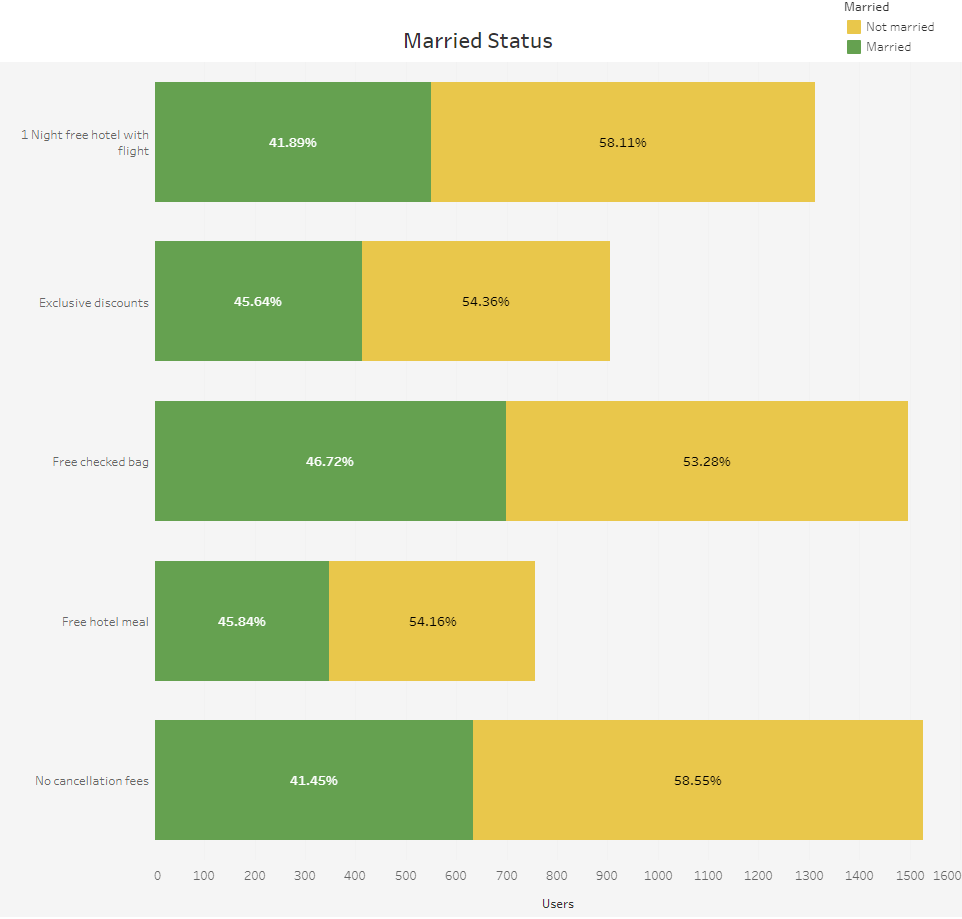 Married
Not married
Married
Married Status
1 Night free hotel with
flight
41.89%
58.11%
Exclusive discounts
45.64%
54.36%
Free checked bag
46.72%
53.28%
Free hotel meal
45.84%
54.16%
No cancellation fees
41.45%
58.55%
0 100 200 300 400 500 600 700 800 900 1000 1100 1200 1300 1400 1500 1600
Users